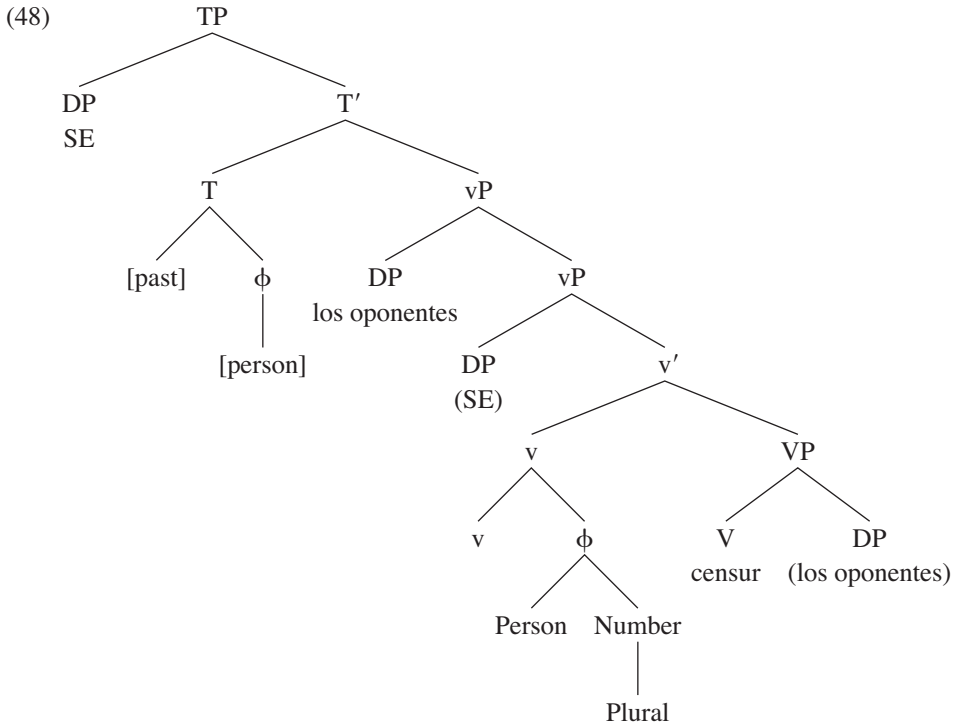 (48) TP
DP T′
SE
T vP
[past] ϕ DP vP
los oponentes
[person] DP v′
(SE)
v VP
v ϕ V DP
censur (los oponentes)
Person Number
Plural